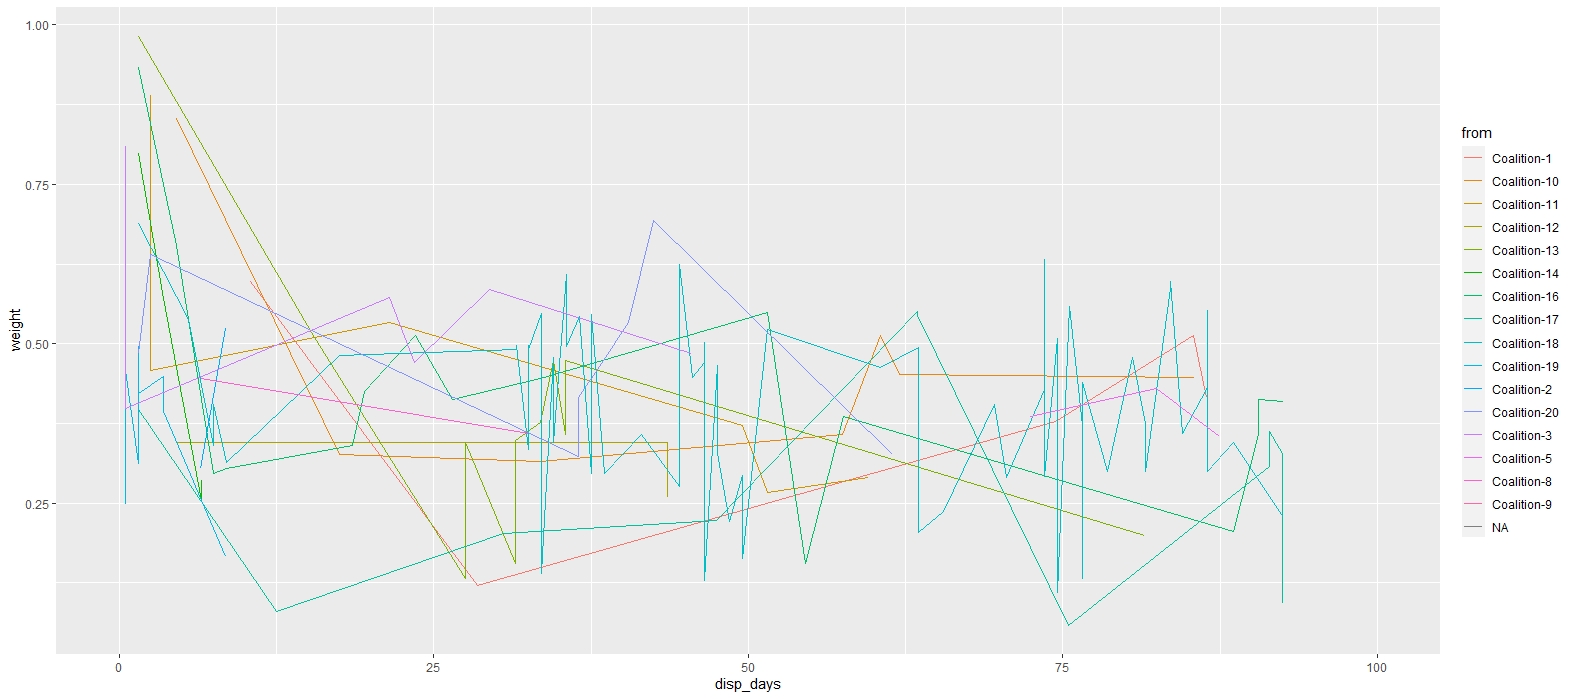 1.00
0.75
0.50
0.25
weight
0
25
50
75
100
disp_days
from
Coalition-1
Coalition-10
Coalition-11
Coalition-12
Coalition-13
Coalition-14
Coalition-16
Coalition-17
Coalition-18
Coalition-19
Coalition-2
Coalition-20
Coalition-3
Coalition-5
Coalition-8
Coalition-9
NA